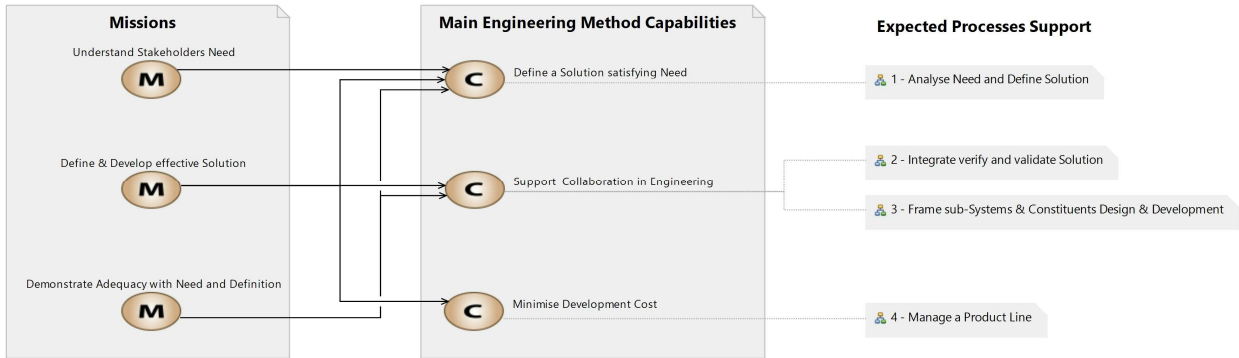 Missions
Main Engineering Method Capabilities
Expected Processes Support
Understand Stakeholders Need
M
C
Define a Solution satisfying Need
1 - Analyse Need and Define Solution
Define & Develop effective Solution
M
C
Support Collaboration in Engineering
2 - Integrate verify and validate Solution
3 - Frame sub-Systems & Constituents Design & Development
Demonstrate Adequacy with Need and Definition
M
C
Minimise Development Cost
4 - Manage a Product Line